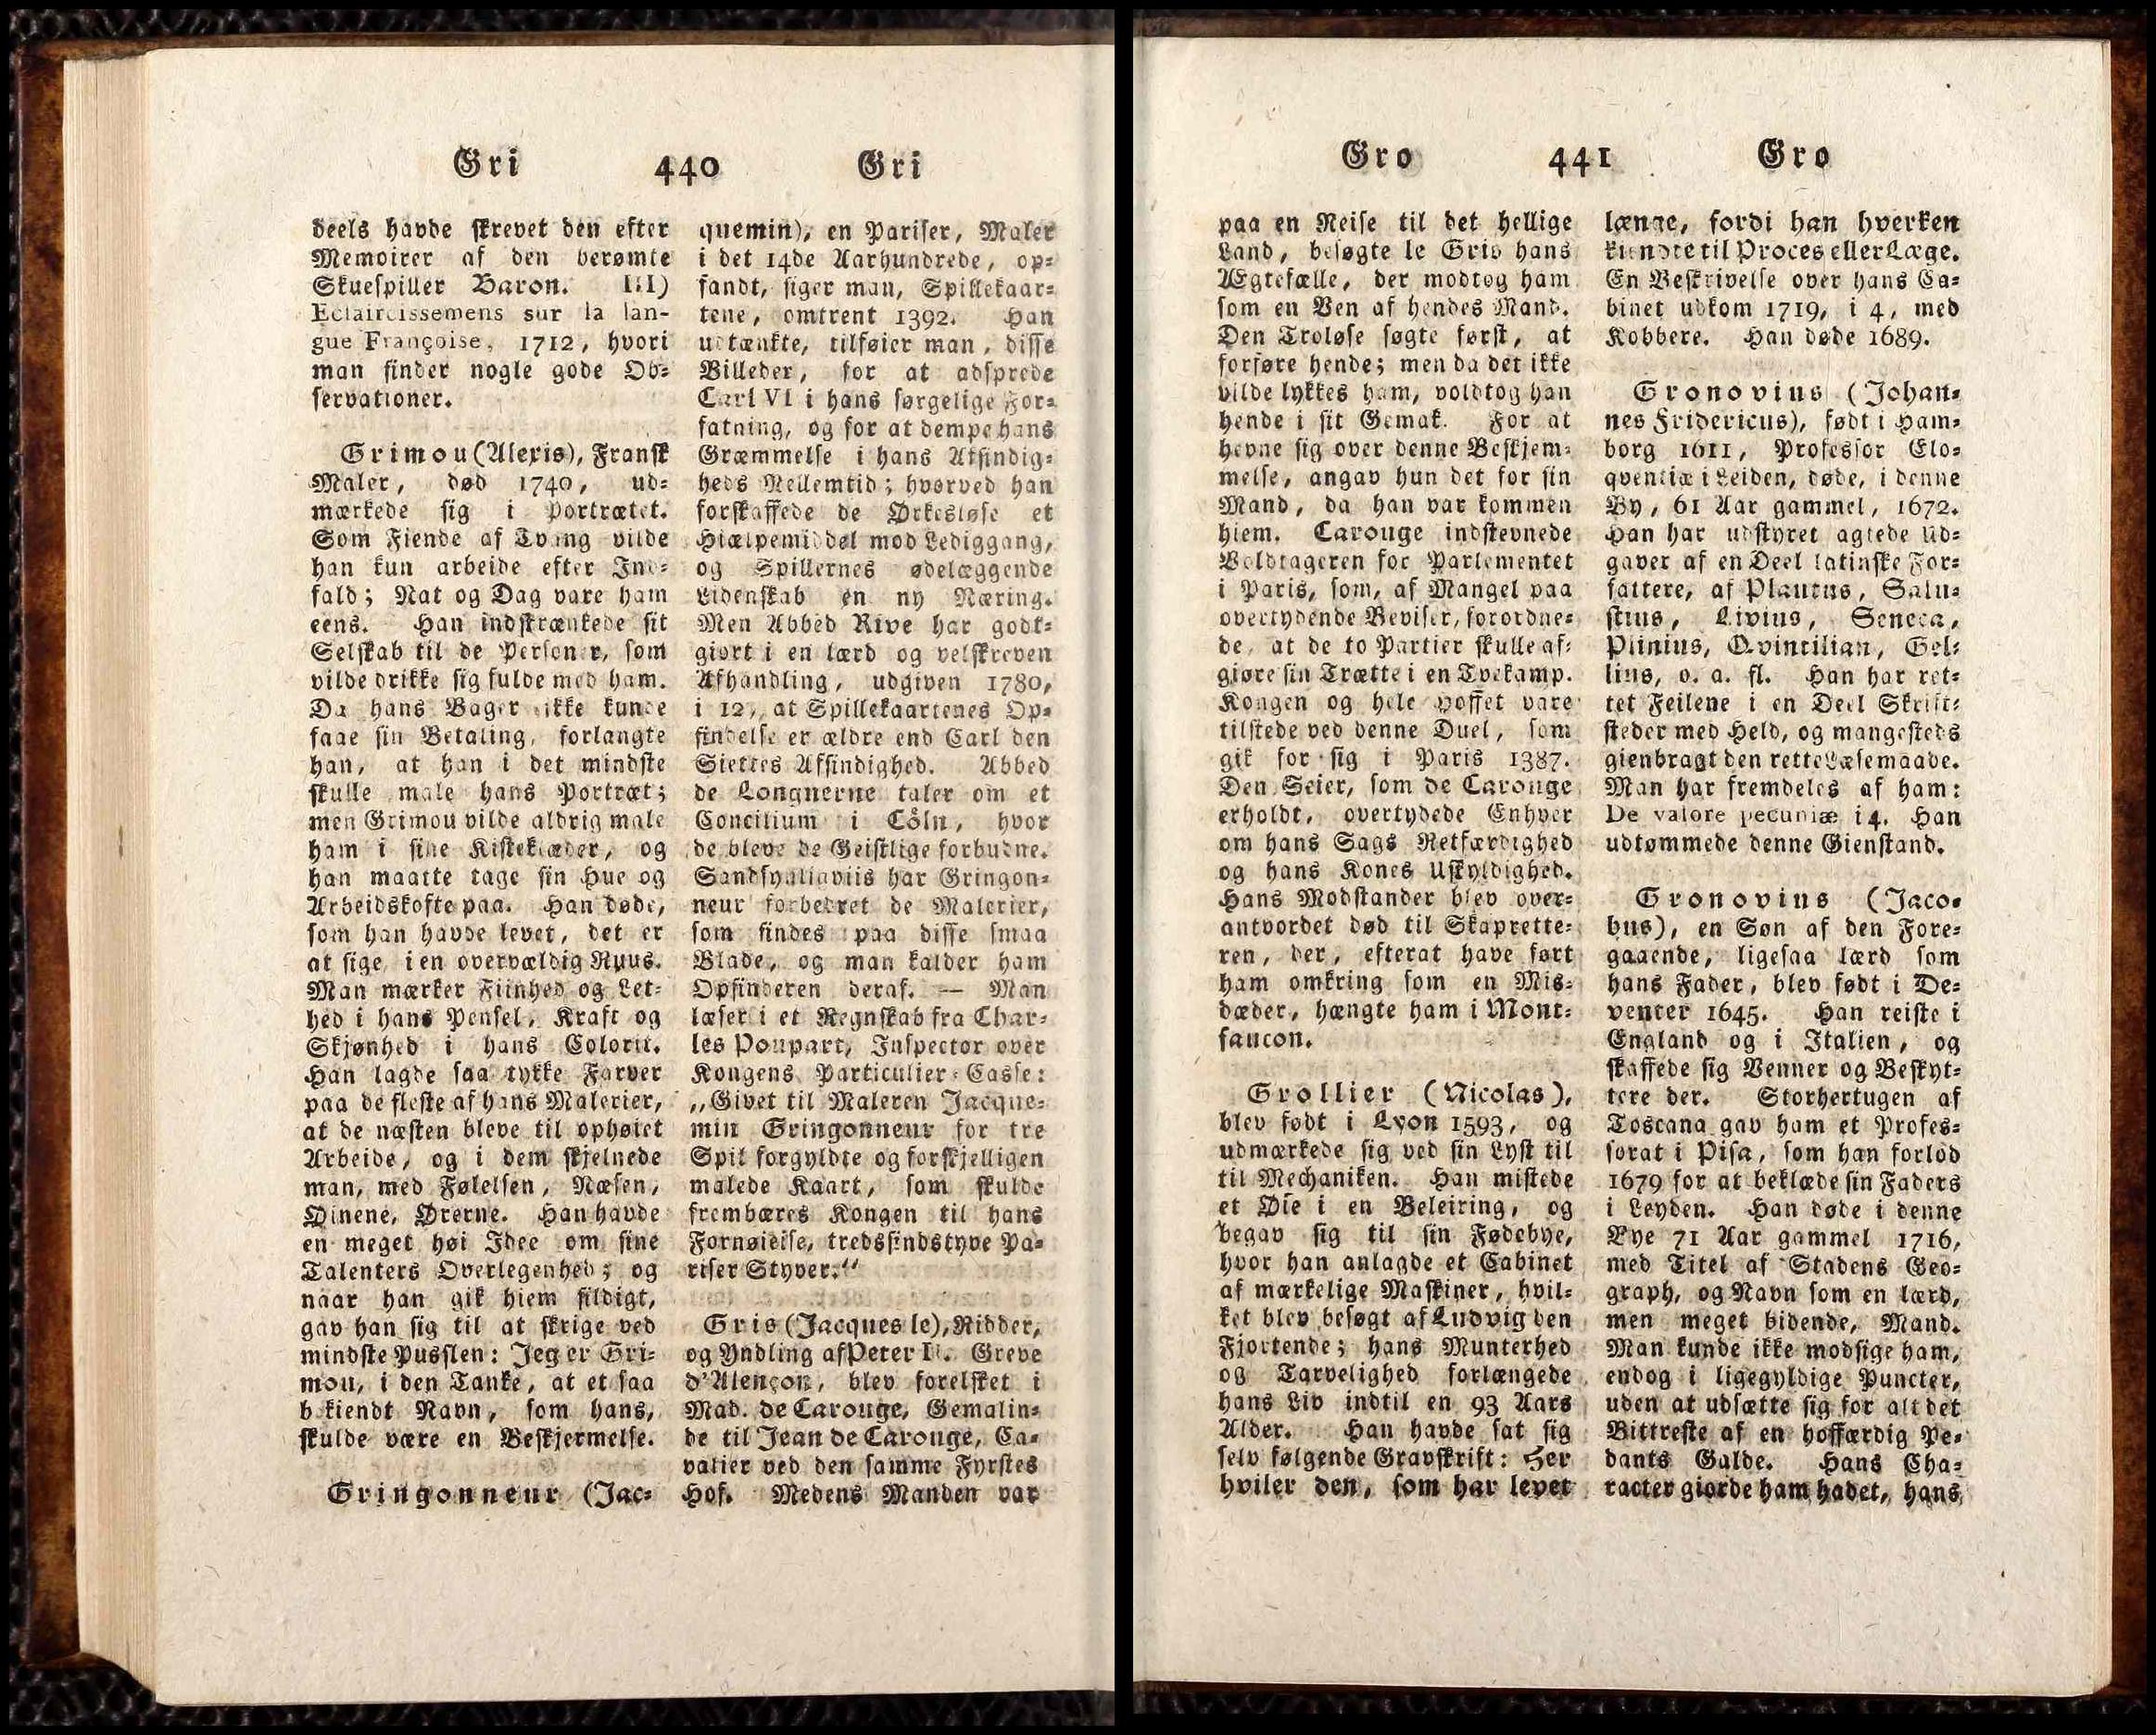 Gri 440 Gri
deels havde skrevet den efter
Memoirer af den berømte
Skuespiller Baron. III)
Eclaircissemens sur la lan-
gue Françoise, 1712, hvori
man finder nogle gode Ob-
servationer.
Grimou (Alexis), Fransk
Maler, død 1740, ud-
mærkede sig i Portrætet.
Som Fiende af Tvang vilde
han kun arbeide efter Ind-
fald; Nat og Dag vare ham
eens. Han indskrænkede sit
Selskab til de Personer, som
vilde drikke sig fulde med ham.
Da hans Bager ikke kunde
faae sin Betaling, forlangte
han, at han i det mindste
skulle male hans Portræt;
men Grimou vilde aldrig male
ham i sine Kisteklæder, og
han maatte tage sin Hue og
Arbeidskofte paa. Han døde,
som han havde levet, det er
at sige, i en overvældig Ruus.
Man mærker Fiinhed og Let-
hed i hans Pensel, Kraft og
Skjønhed i hans Colorit.
Han lagde saa tykke Farver
paa de fleste af hans Malerier,
at de næsten bleve til ophøiet
Arbeide, og i dem skjelnede
man, med Følelsen, Næsen,
Øinene, Ørerne. Han havde
en meget høi Idee om sine
Talenters Overlegenhed; og
naar han gik hiem sildigt,
gav han sig til at skrige ved
mindste Pusslen: Jeg er Gri-
mou, i den Tanke, at et saa
bekiendt Navn, som hans,
skulde være en Beskjermelse.
Gringonneur (Jac-
quemin), en Pariser, Maler
i det 14de Aarhundrede, op-
fandt, siger man, Spillekaar-
tene, omtrent 1392. Han
udtænkte, tilføier man, disse
Billeder, for at adsprede
Carl VI i hans sørgelige For-
fatning, og for at dempe hans
Græmmelse i hans Afsindig-
heds Mellemtid; hvorved han
forskaffede de Ørkesløse et
Hiælpemiddel mod Lediggang,
og Spillernes ødelæggende
Lidenskab en ny Næring.
Men Abbed Rive har godt-
giort i en lærd og velskreven
Afhandling, udgiven 1780,
i 12, at Spillekaartenes Op-
findelse er ældre end Carl den
Siettes Afsindighed. Abbed
de Longuerue taler om et
Concilium i Cöln, hvor
de bleve de Geistlige forbudne.
Sandsynligviis har Gringon-
neur forbedret de Malerier,
som findes paa disse smaa
Blade, og man kalder ham
Opfinderen deraf. — Man
læser i et Regnskab fra Char-
les Poupart, Inspector over
Kongens Particulier-Casse:
„Givet til Maleren Jacque-
min Gringonneur for tre
Spil forgyldte og forskjelligen
malede Kaart, som skulde
frembæres Kongen til hans
Fornøielse, tredssindstyve Pa-
riser Styver.“
Gris (Jacques le), Ridder,
og Yndling af Peter II. Greve
d'Alençon, blev forelsket i
Mad. de Carouge, Gemalin-
de til Jean de Carouge, Ca-
valier ved den samme Fyrstes
Hof. Medens Manden var
Gro 441 Gro
paa en Reise til det hellige
Land, besøgte le Gris hans
Ægtefælle, der modtog ham
som en Ven af hendes Mand.
Den Troløse søgte først, at
forføre hende; men da det ikke
vilde lykkes ham, voldtog han
hende i sit Gemak. For at
hevne sig over denne Beskjem-
melse, angav hun det for sin
Mand, da han var kommen
hiem. Carouge indstevnede
Voldtageren for Parlementet
i Paris, som, af Mangel paa
overtydende Beviser, forordne-
de, at de to Partier skulle af-
giøre sin Trætte i en Tvekamp.
Kongen og hele Hoffet vare
tilstede ved denne Duel, som
gik for sig i Paris 1387.
Den Seier, som de Carouge
erholdt, overtydede Enhver
om hans Sags Retfærdighed
og hans Kones Uskyldighed.
Hans Modstander blev over-
antvordet død til Skaprette-
ren, der, efterat have ført
ham omkring som en Mis-
dæder, hængte ham i Mont-
faucon.
Grollier (Nicolas),
blev født i Lyon 1593, og
udmærkede sig ved sin Lyst til
til Mechaniken. Han mistede
et Øie i en Beleiring, og
begav sig til sin Fødebye,
hvor han anlagde et Cabinet
af mærkelige Maskiner, hvil-
ket blev besøgt af Ludvig den
Fjortende; hans Munterhed
og Tarvelighed forlængede
hans Liv indtil en 93 Aars
Alder. Han havde sat sig
selv følgende Gravskrift: Her
hviler den, som har levet
længe, fordi han hverken
kiendte til Proces eller Læge.
En Beskrivelse over hans Ca-
binet udkom 1719, i 4, med
Kobbere. Han døde 1689.
Gronovius (Johan-
nes Fridericus), født i Ham-
borg 1611, Professor Elo-
qventiæ i Leiden, døde, i denne
By, 61 Aar gammel, 1672.
Han har udstyret agtede Ud-
gaver af en Deel latinske For-
fattere, af Plautus, Salu-
stius, Livius, Seneca,
Plinius, Qvintilian, Gel-
lius, o. a. fl. Han har ret-
tet Feilene i en Deel Skrift-
steder med Held, og mangesteds
gienbragt den rette Læsemaade.
Man har fremdeles af ham:
De valore pecuniæ i 4. Han
udtømmede denne Gienstand.
Gronovius (Jaco-
bus), en Søn af den Fore-
gaaende, ligesaa lærd som
hans Fader, blev født i De-
venter 1645. Han reiste i
England og i Italien, og
skaffede sig Venner og Beskyt-
tere der. Storhertugen af
Toscana gav ham et Profes-
sorat i Pisa, som han forlod
1679 for at beklæde sin Faders
i Leyden. Han døde i denne
Bye 71 Aar gammel 1716,
med Titel af Stadens Geo-
graph, og Navn som en lærd,
men meget bidende, Mand.
Man kunde ikke modsige ham,
endog i ligegyldige Puncter,
uden at udsætte sig for alt det
Bittreste af en hoffærdig Pe-
dants Galde. Hans Cha-
racter giorde ham hadet, hans